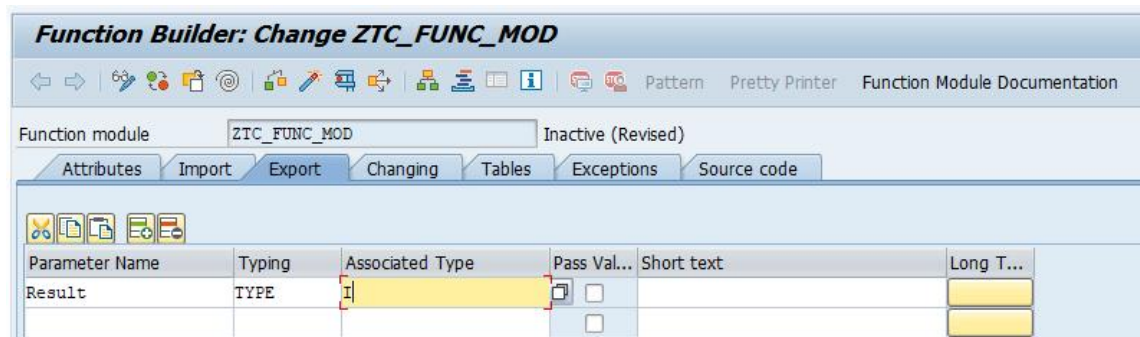 Function Builder: Change ZTC_FUNC_MOD
Pattern Pretty Printer Function Module Documentation
Function module ZTC_FUNC_MOD Inactive (Revised)
Attributes Import Export Changing Tables Exceptions Source code
Parameter Name Typing Associated Type Pass Val... Short text Long T...
Result TYPE I